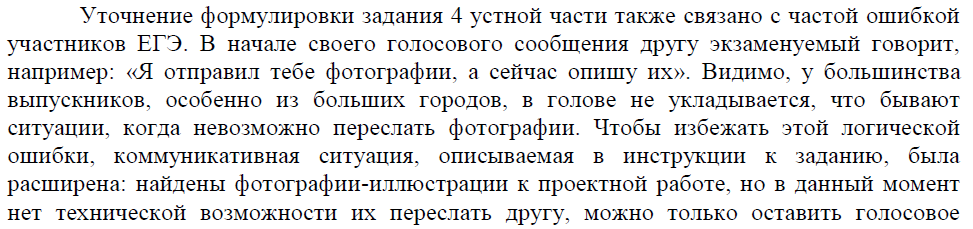 Уточнение формулировки задания 4 устной части также связано с частой ошибкой
участников ЕГЭ. В начале своего голосового сообщения другу экзаменуемый говорит,
например: «Я отправил тебе фотографии, а сейчас опишу их». Видимо, у большинства
выпускников, особенно из больших городов, в голове не укладывается, что бывают
ситуации, когда невозможно переслать фотографии. Чтобы избежать этой логической
ошибки, коммуникативная ситуация, описываемая в инструкции к заданию, была
расширена: найдены фотографии-иллюстрации к проектной работе, но в данный момент
нет технической возможности их переслать другу, можно только оставить голосовое